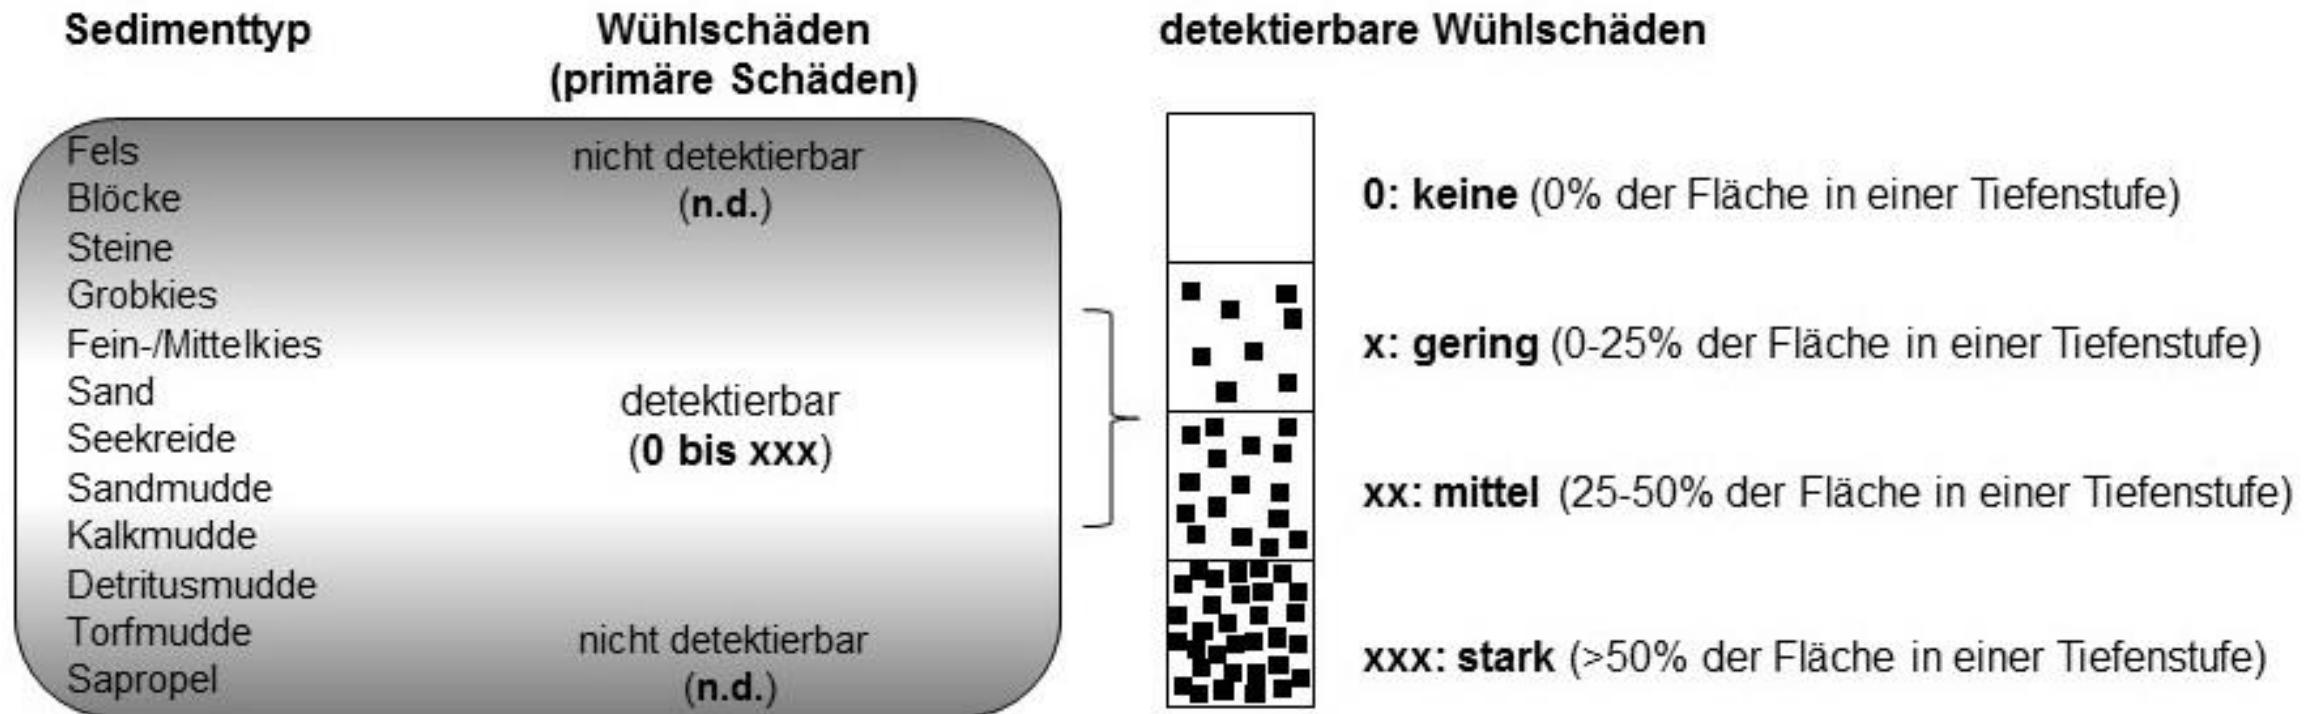 Sedimenttyp
Wühlschäden
(primäre Schäden)
detektierbare Wühlschäden
Fels
Blöcke
Steine
Grobkies
Fein-/Mittelkies
Sand
Seekreide
Sandmudde
Kalkmudde
Detritusmudde
Torfmudde
Sapropel
nicht detektierbar
(n.d.)
detektierbar
(0 bis xxx)
nicht detektierbar
(n.d.)
0: keine (0% der Fläche in einer Tiefenstufe)
x: gering (0-25% der Fläche in einer Tiefenstufe)
xx: mittel (25-50% der Fläche in einer Tiefenstufe)
xxx: stark (>50% der Fläche in einer Tiefenstufe)